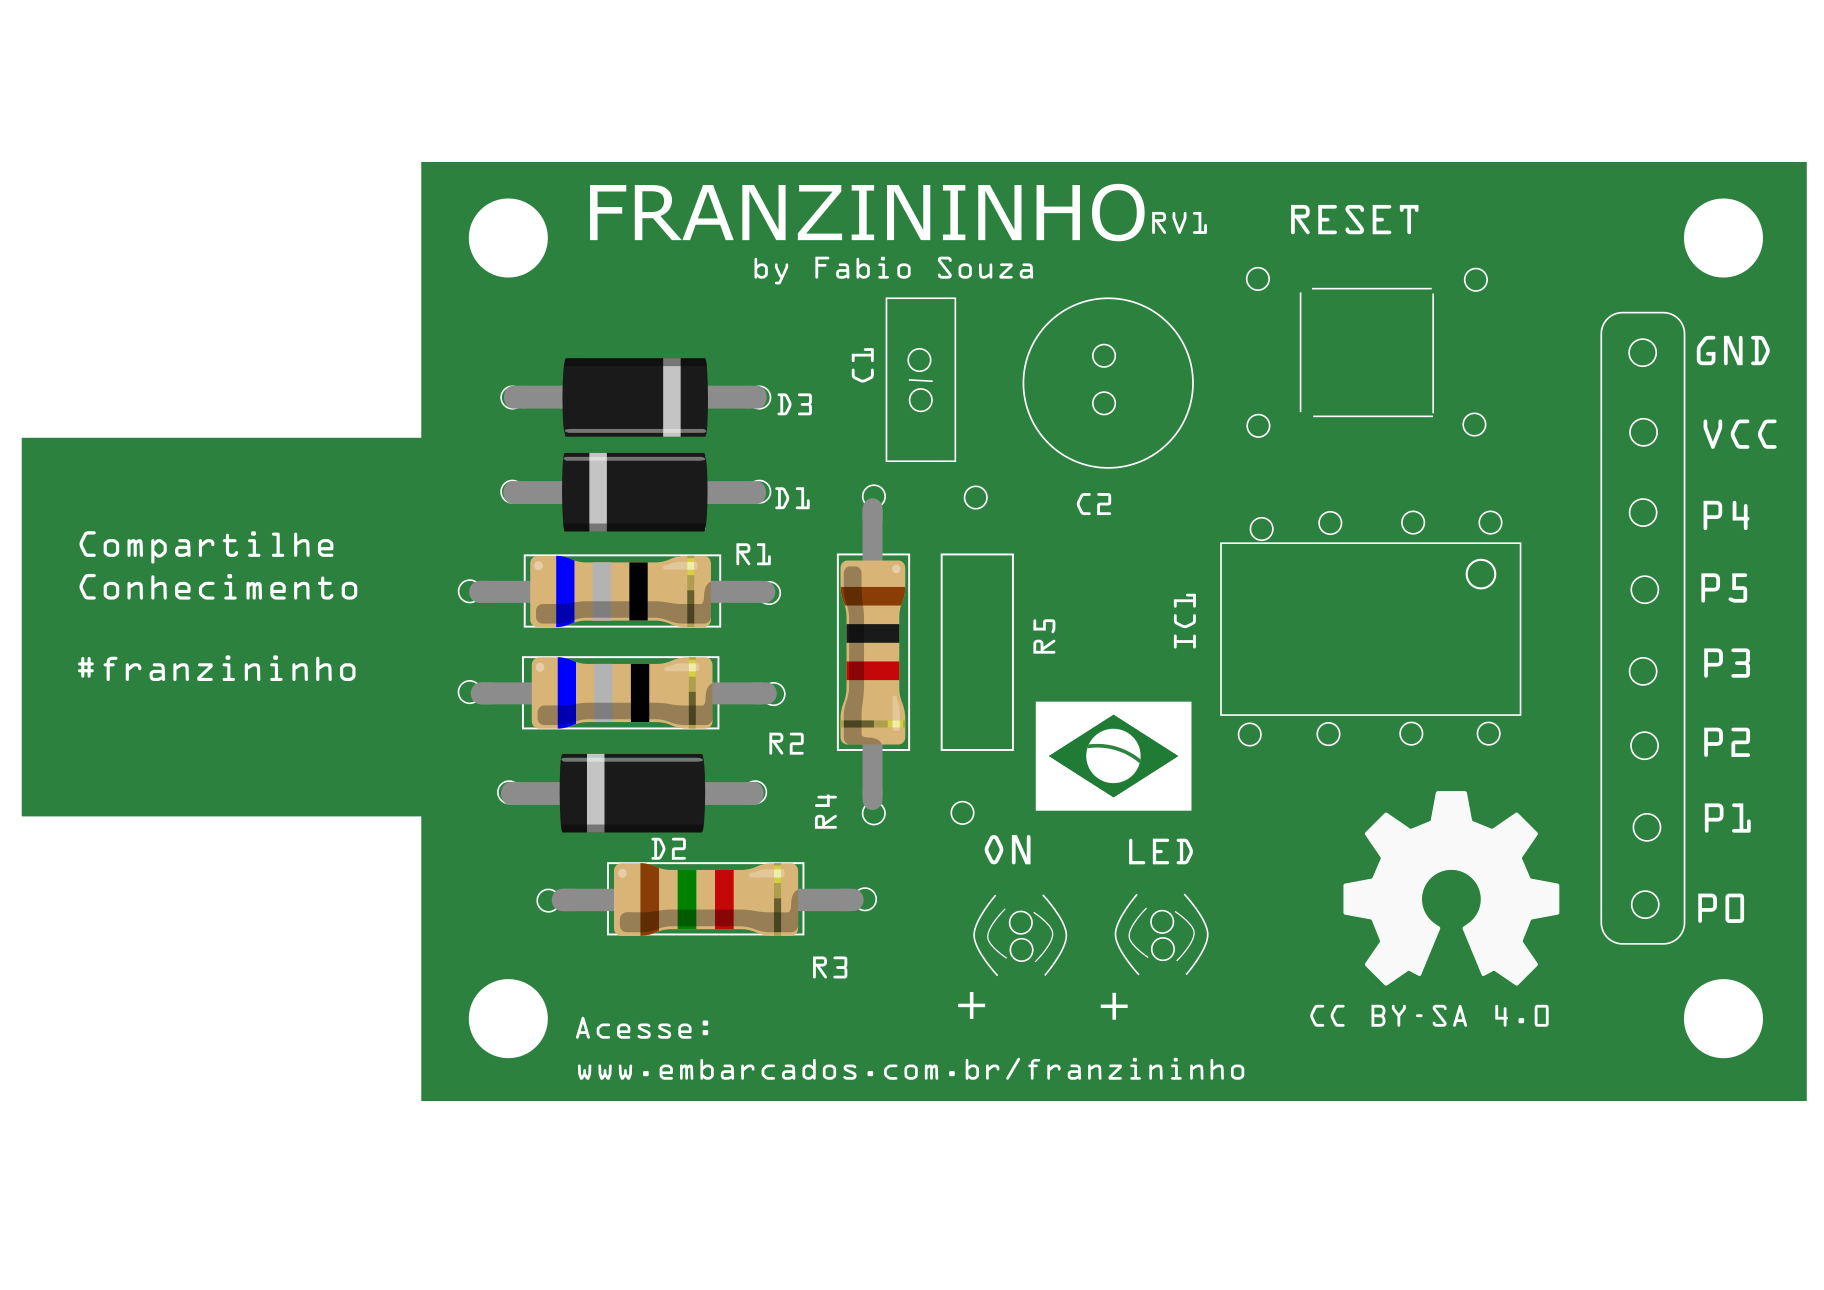 FRANZININHO RV1
by Fabio Souza
RESET
C1
GND
D3
VCC
D1
C2
P4
Compartilhe
Conhecimento
#franzininho
R1
P5
R5
IC1
P3
R2
P2
R4
P1
D2
ON
LED
P0
R3
+
+
CC BY-SA 4.0
Acesse:
www.embarcados.com.br/franzininho